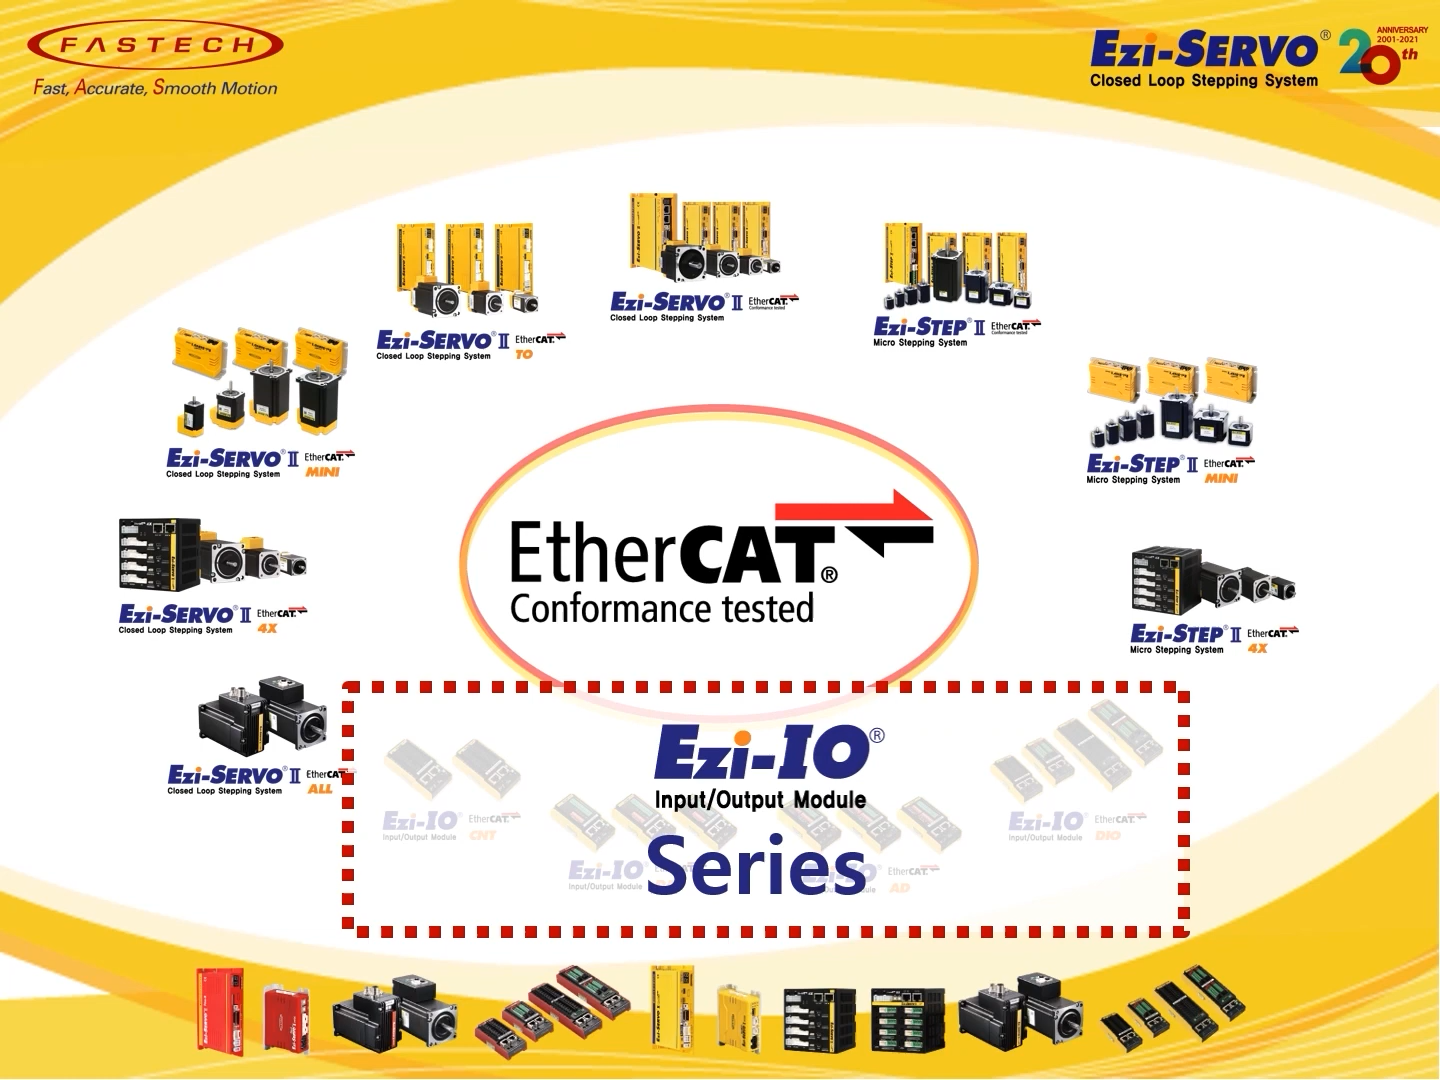 FASTECH
Fast, Accurate, Smooth Motion
Ezi-SERVO®
Closed Loop Stepping System
20th
ANNIVERSARY
2001-2021
Ezi-SERVO® II EtherCAT®
Closed Loop Stepping System
Conformance tested
Ezi-SERVO® II EtherCAT®
Closed Loop Stepping System
TO
Ezi-STEP® II EtherCAT®
Micro Stepping System
Conformance tested
Ezi-SERVO® II EtherCAT®
Closed Loop Stepping System
MINI
Ezi-STEP® II EtherCAT®
Micro Stepping System
MINI
EtherCAT®
Conformance tested
Ezi-SERVO® II EtherCAT®
Closed Loop Stepping System
4X
Ezi-STEP® II EtherCAT®
Micro Stepping System
4X
Ezi-SERVO® II EtherCAT
Closed Loop Stepping System
ALL
Ezi-IO®
Input/Output Module
Series
Ezi-IO® EtherCAT®
Input/Output Module
CNT
Ezi-IO® EtherCAT®
Input/Output Module
DIO
Ezi-IO
Input/Output Module
EtherCAT®
AD